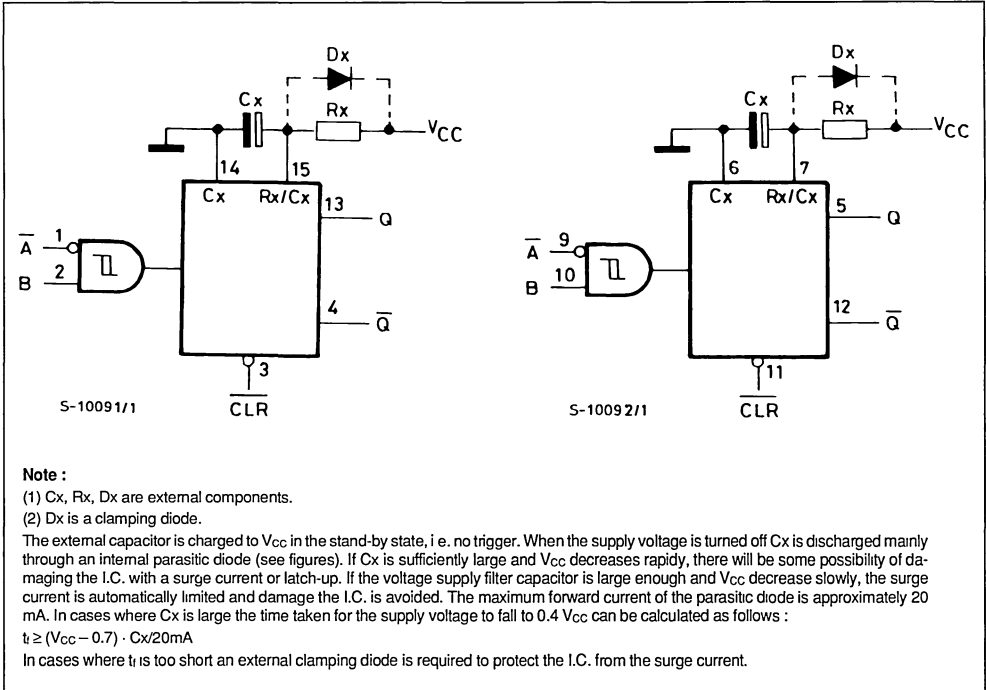 Dx
Cx
Rx
VCC
14
15
Cx
Rx/Cx
13
Q
A̅
1
B
2
4
Q̅
3
C̅L̅R̅
S-10091/1
Dx
Cx
Rx
VCC
6
7
Cx
Rx/Cx
5
Q
A̅
9
B
10
12
Q̅
11
C̅L̅R̅
S-10092/1
Note :
(1) Cx, Rx, Dx are external components.
(2) Dx is a clamping diode.
The external capacitor is charged to VCC in the stand-by state, i e. no trigger. When the supply voltage is turned off Cx is discharged mainly
through an internal parasitic diode (see figures). If Cx is sufficiently large and VCC decreases rapidly, there will be some possibility of da-
maging the I.C. with a surge current or latch-up. If the voltage supply filter capacitor is large enough and VCC decrease slowly, the surge
current is automatically limited and damage the I.C. is avoided. The maximum forward current of the parasitic diode is approximately 20
mA. In cases where Cx is large the time taken for the supply voltage to fall to 0.4 VCC can be calculated as follows :
tf ≥ (VCC – 0.7) · Cx/20mA
In cases where tf is too short an external clamping diode is required to protect the I.C. from the surge current.